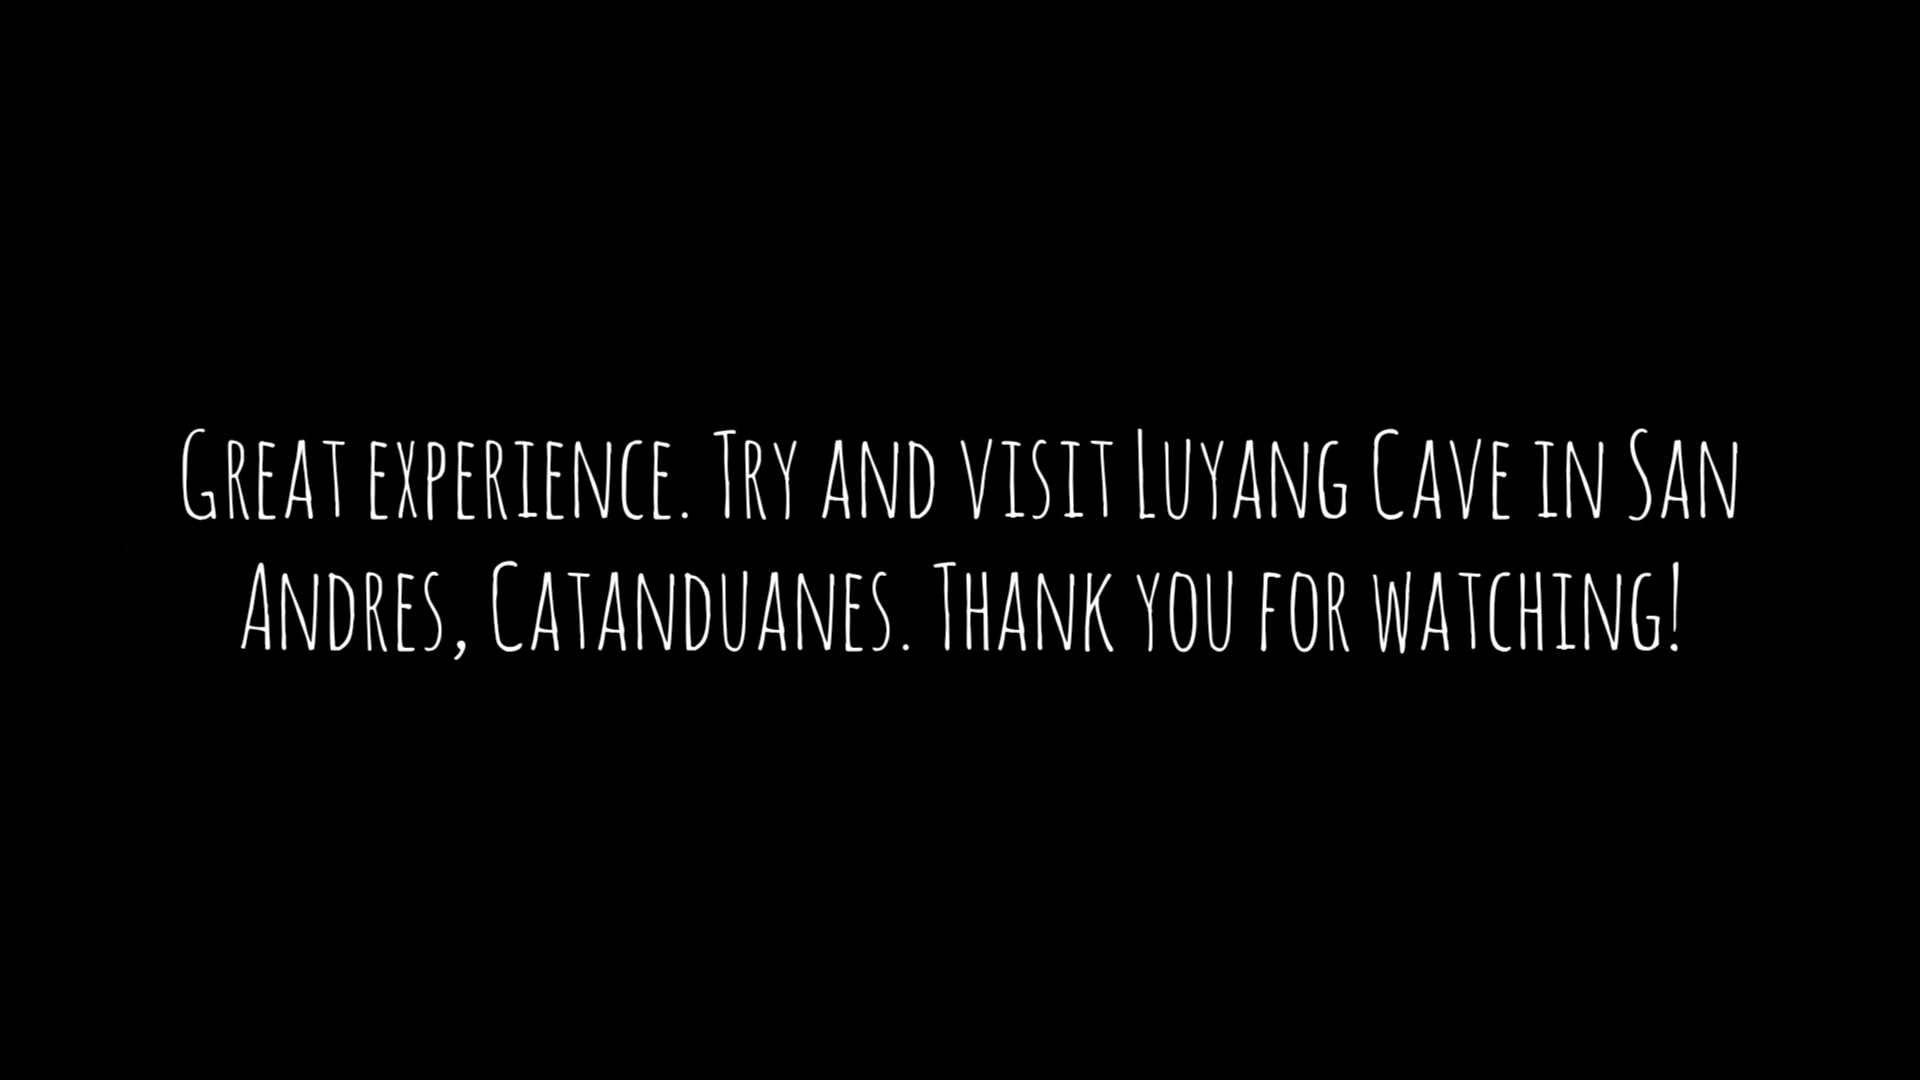 Great experience. Try and visit Luyang Cave in San
Andres, Catanduanes. Thank you for watching!